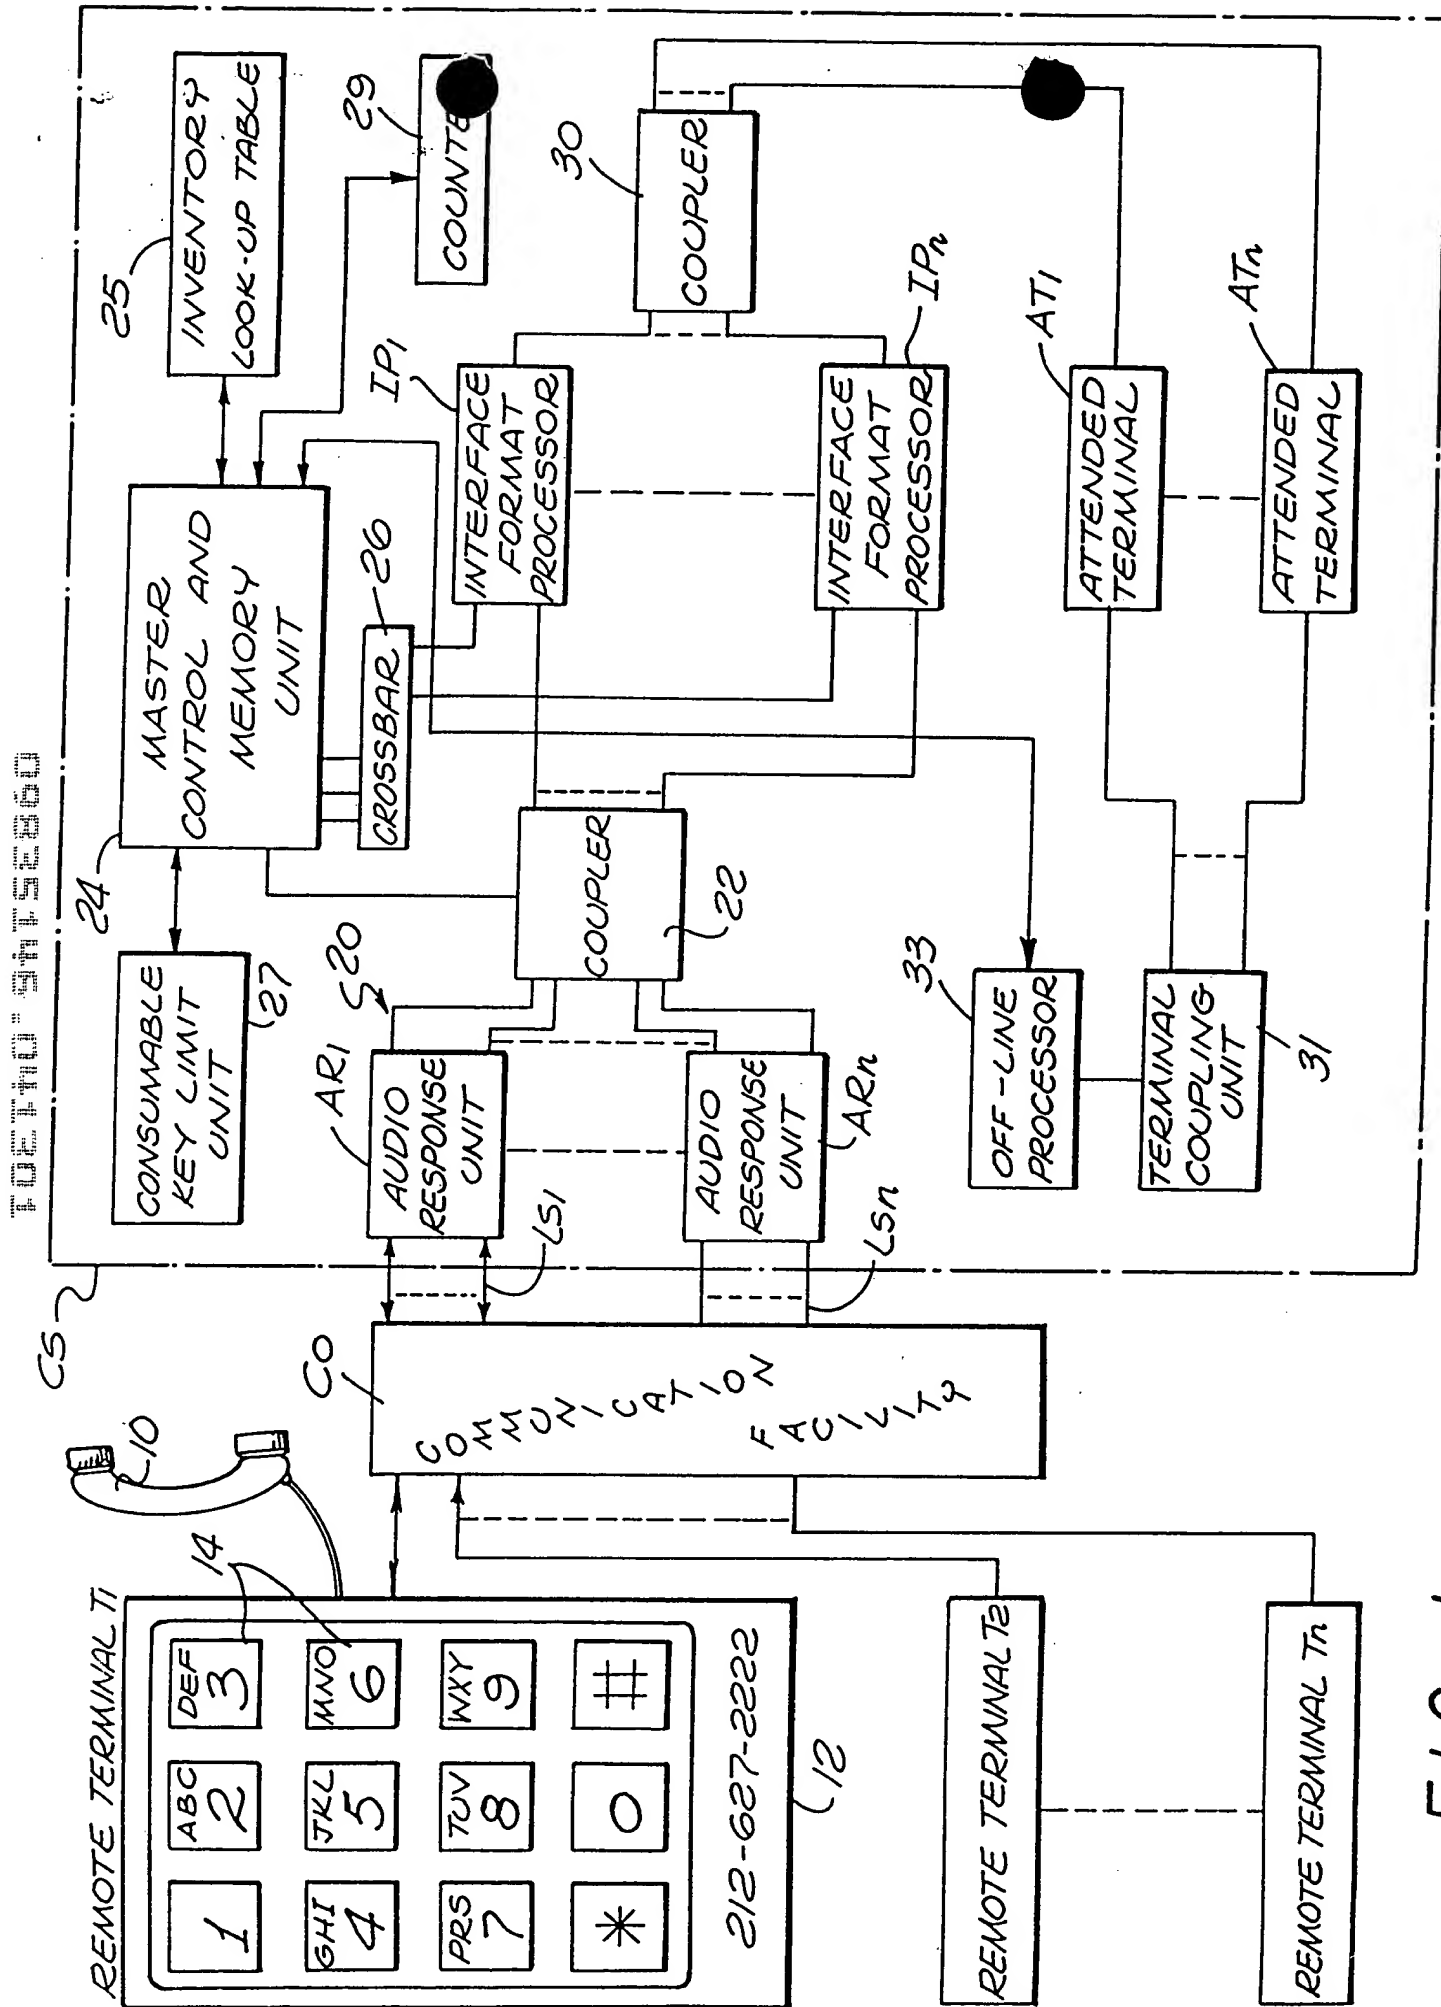 09825145.041301
REMOTE TERMINAL T1
1
ABC
2
DEF
3
GHI
4
JKL
5
MNO
6
PRS
7
TUV
8
WXY
9
*
0
#
212-627-2222
10
14
12
REMOTE TERMINAL T2
REMOTE TERMINAL Tn
CO
COMMUNICATION
FACILITY
CS
LS1
LSn
CONSUMABLE
KEY LIMIT
UNIT
27
24
MASTER
CONTROL AND
MEMORY
UNIT
25
INVENTORY
LOOK-UP TABLE
29
COUNTE
CROSSBAR
26
AR1
AUDIO
RESPONSE
UNIT
20
AUDIO
RESPONSE
UNIT
ARn
COUPLER
22
IP1
INTERFACE
FORMAT
PROCESSOR
INTERFACE
FORMAT
PROCESSOR
IPn
30
COUPLER
33
OFF-LINE
PROCESSOR
TERMINAL
COUPLING
UNIT
31
AT1
ATTENDED
TERMINAL
ATn
ATTENDED
TERMINAL